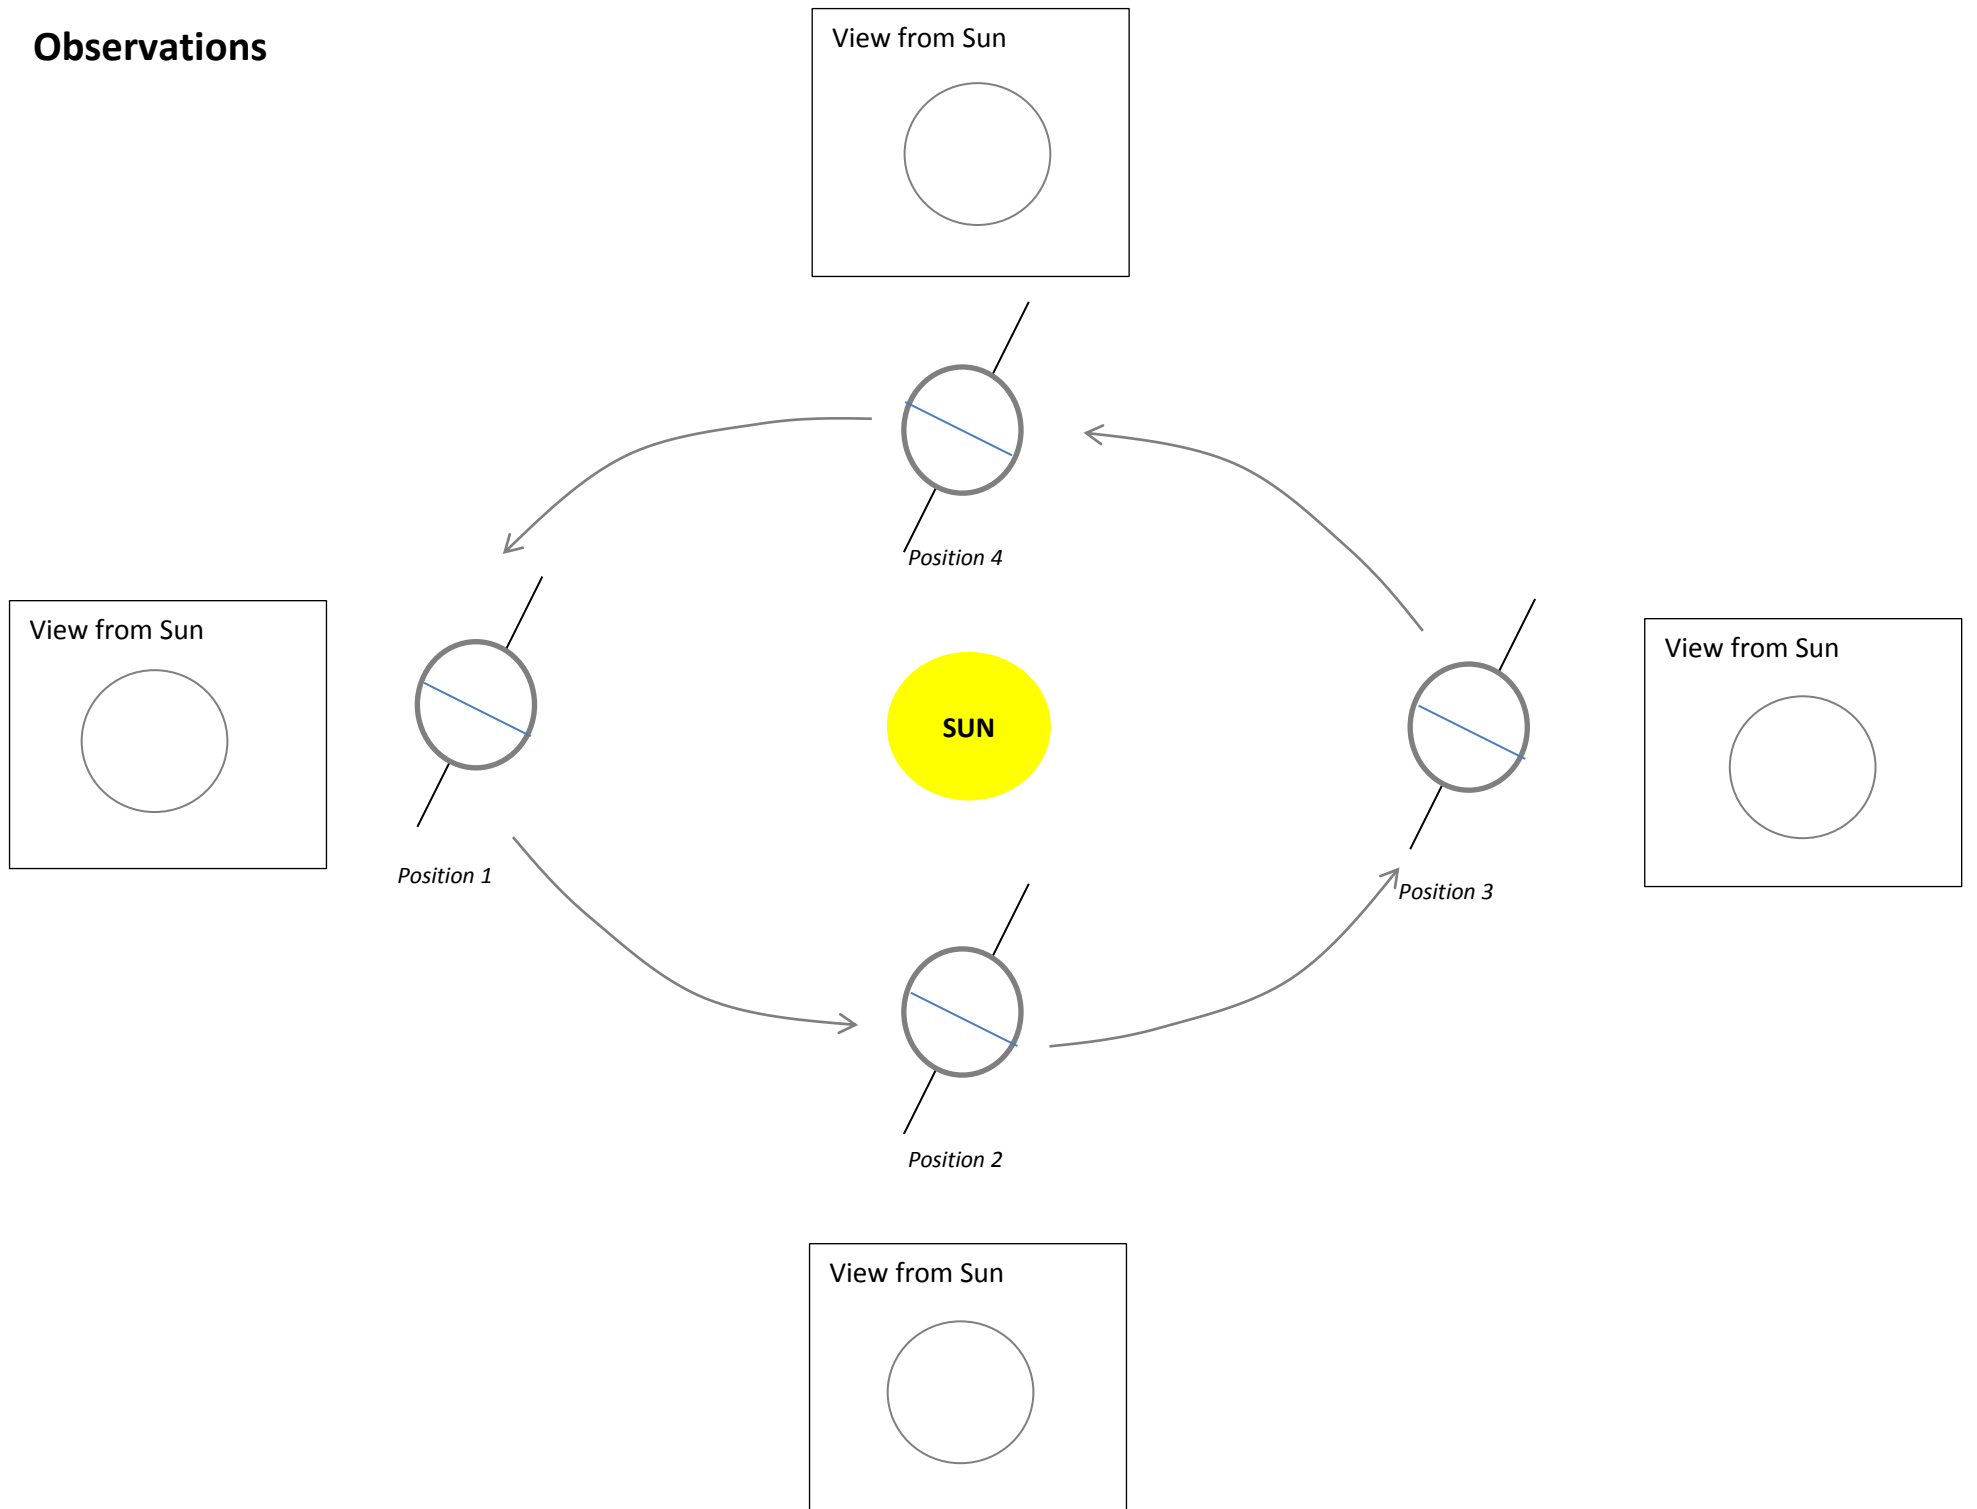 Observations
View from Sun
Position 4
View from Sun
View from Sun
SUN
Position 1
Position 3
Position 2
View from Sun